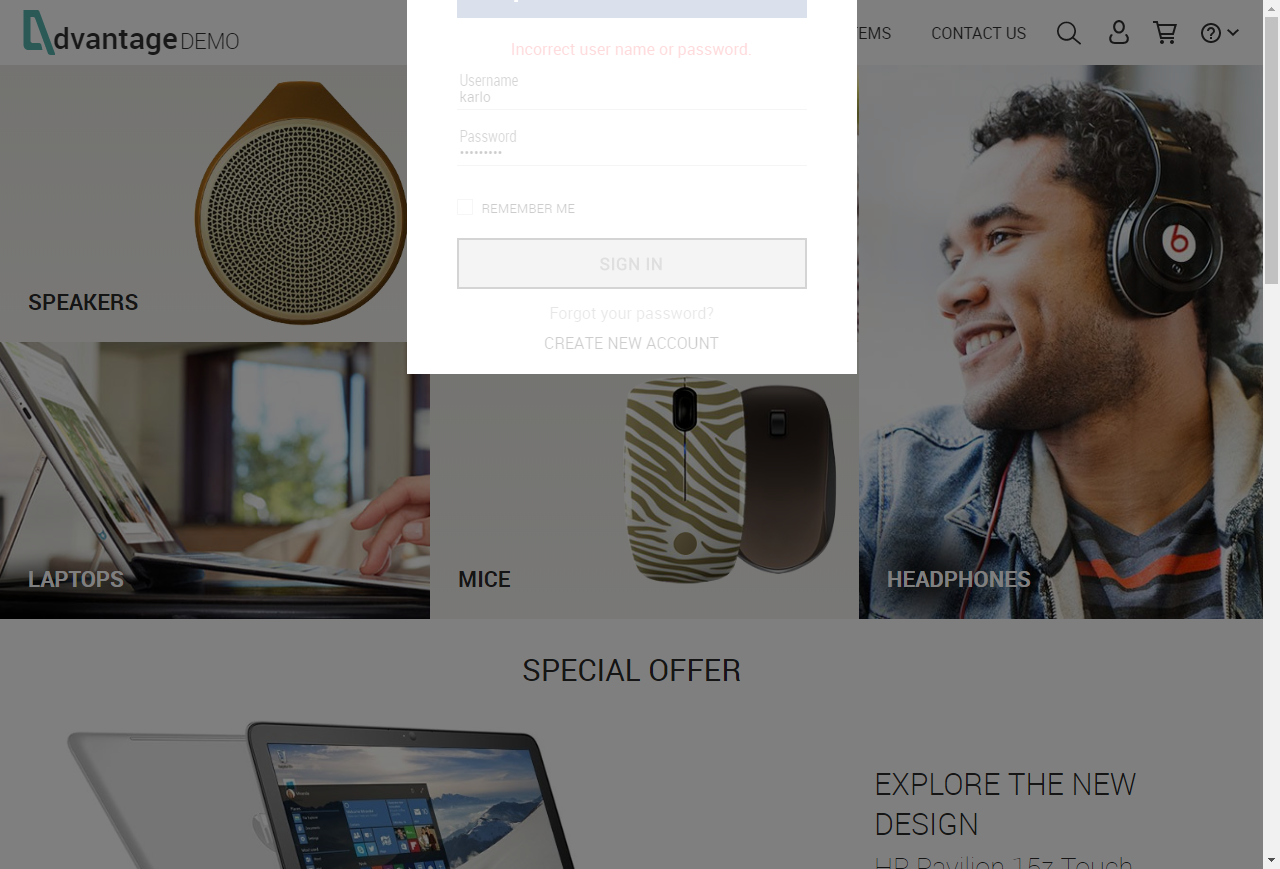 dvantage DEMO
EMS
CONTACT US
Incorrect user name or password.
Username
karlo
Password
•••••••••
REMEMBER ME
SIGN IN
Forgot your password?
CREATE NEW ACCOUNT
SPEAKERS
LAPTOPS
MICE
HEADPHONES
SPECIAL OFFER
EXPLORE THE NEW
DESIGN
HP Pavilion 15z Touch